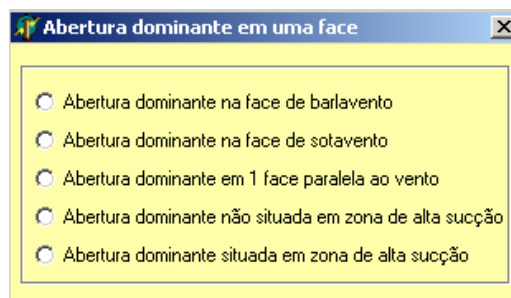 Abertura dominante em uma face
Abertura dominante na face de barlavento
Abertura dominante na face de sotavento
Abertura dominante em 1 face paralela ao vento
Abertura dominante não situada em zona de alta sucção
Abertura dominante situada em zona de alta sucção